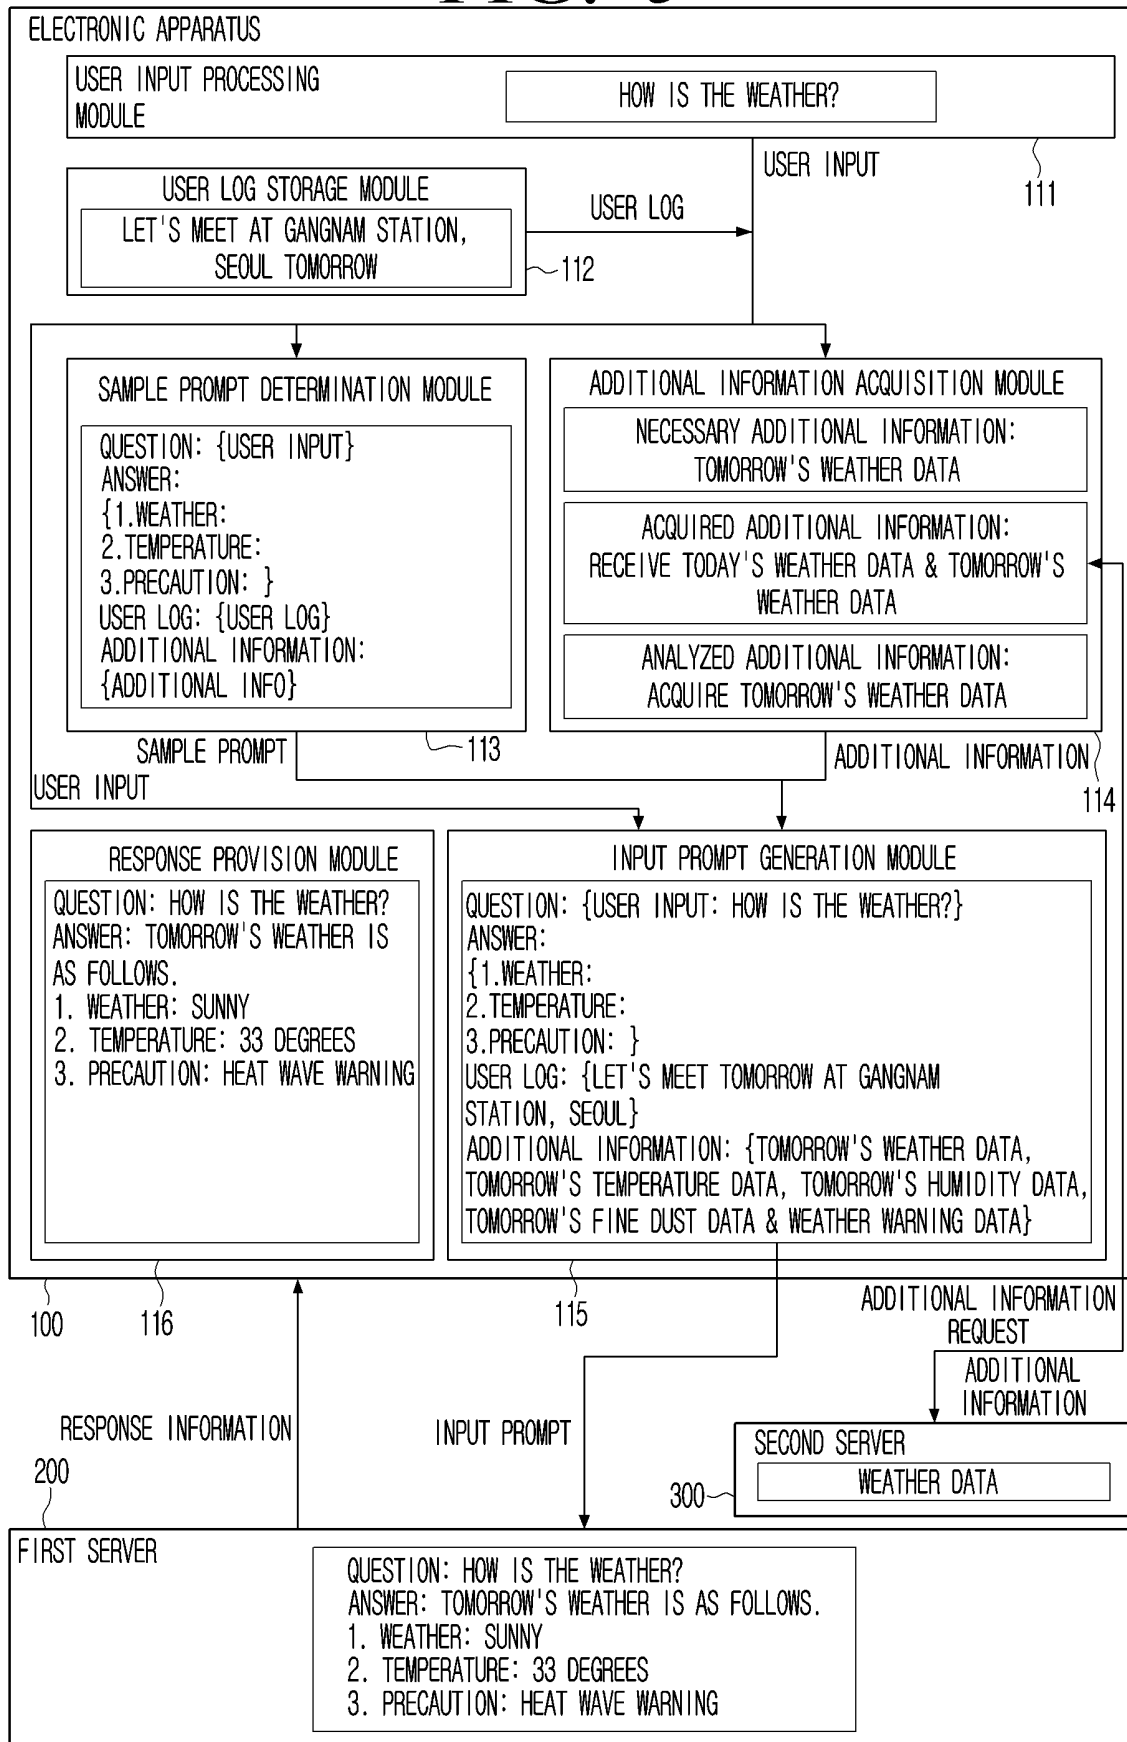 ELECTRONIC APPARATUS
USER INPUT PROCESSING
MODULE
HOW IS THE WEATHER?
USER INPUT
111
USER LOG STORAGE MODULE
LET'S MEET AT GANGNAM STATION,
SEOUL TOMORROW
USER LOG
112
SAMPLE PROMPT DETERMINATION MODULE
QUESTION: {USER INPUT}
ANSWER:
{1.WEATHER:
2.TEMPERATURE:
3.PRECAUTION: }
USER LOG: {USER LOG}
ADDITIONAL INFORMATION:
{ADDITIONAL INFO}
ADDITIONAL INFORMATION ACQUISITION MODULE
NECESSARY ADDITIONAL INFORMATION:
TOMORROW'S WEATHER DATA
ACQUIRED ADDITIONAL INFORMATION:
RECEIVE TODAY'S WEATHER DATA & TOMORROW'S
WEATHER DATA
ANALYZED ADDITIONAL INFORMATION:
ACQUIRE TOMORROW'S WEATHER DATA
SAMPLE PROMPT
113
ADDITIONAL INFORMATION
114
USER INPUT
RESPONSE PROVISION MODULE
QUESTION: HOW IS THE WEATHER?
ANSWER: TOMORROW'S WEATHER IS
AS FOLLOWS.
1. WEATHER: SUNNY
2. TEMPERATURE: 33 DEGREES
3. PRECAUTION: HEAT WAVE WARNING
INPUT PROMPT GENERATION MODULE
QUESTION: {USER INPUT: HOW IS THE WEATHER?}
ANSWER:
{1.WEATHER:
2.TEMPERATURE:
3.PRECAUTION: }
USER LOG: {LET'S MEET TOMORROW AT GANGNAM
STATION, SEOUL}
ADDITIONAL INFORMATION: {TOMORROW'S WEATHER DATA,
TOMORROW'S TEMPERATURE DATA, TOMORROW'S HUMIDITY DATA,
TOMORROW'S FINE DUST DATA & WEATHER WARNING DATA}
100
116
115
ADDITIONAL INFORMATION
REQUEST
ADDITIONAL
INFORMATION
RESPONSE INFORMATION
INPUT PROMPT
SECOND SERVER
WEATHER DATA
300
200
FIRST SERVER
QUESTION: HOW IS THE WEATHER?
ANSWER: TOMORROW'S WEATHER IS AS FOLLOWS.
1. WEATHER: SUNNY
2. TEMPERATURE: 33 DEGREES
3. PRECAUTION: HEAT WAVE WARNING